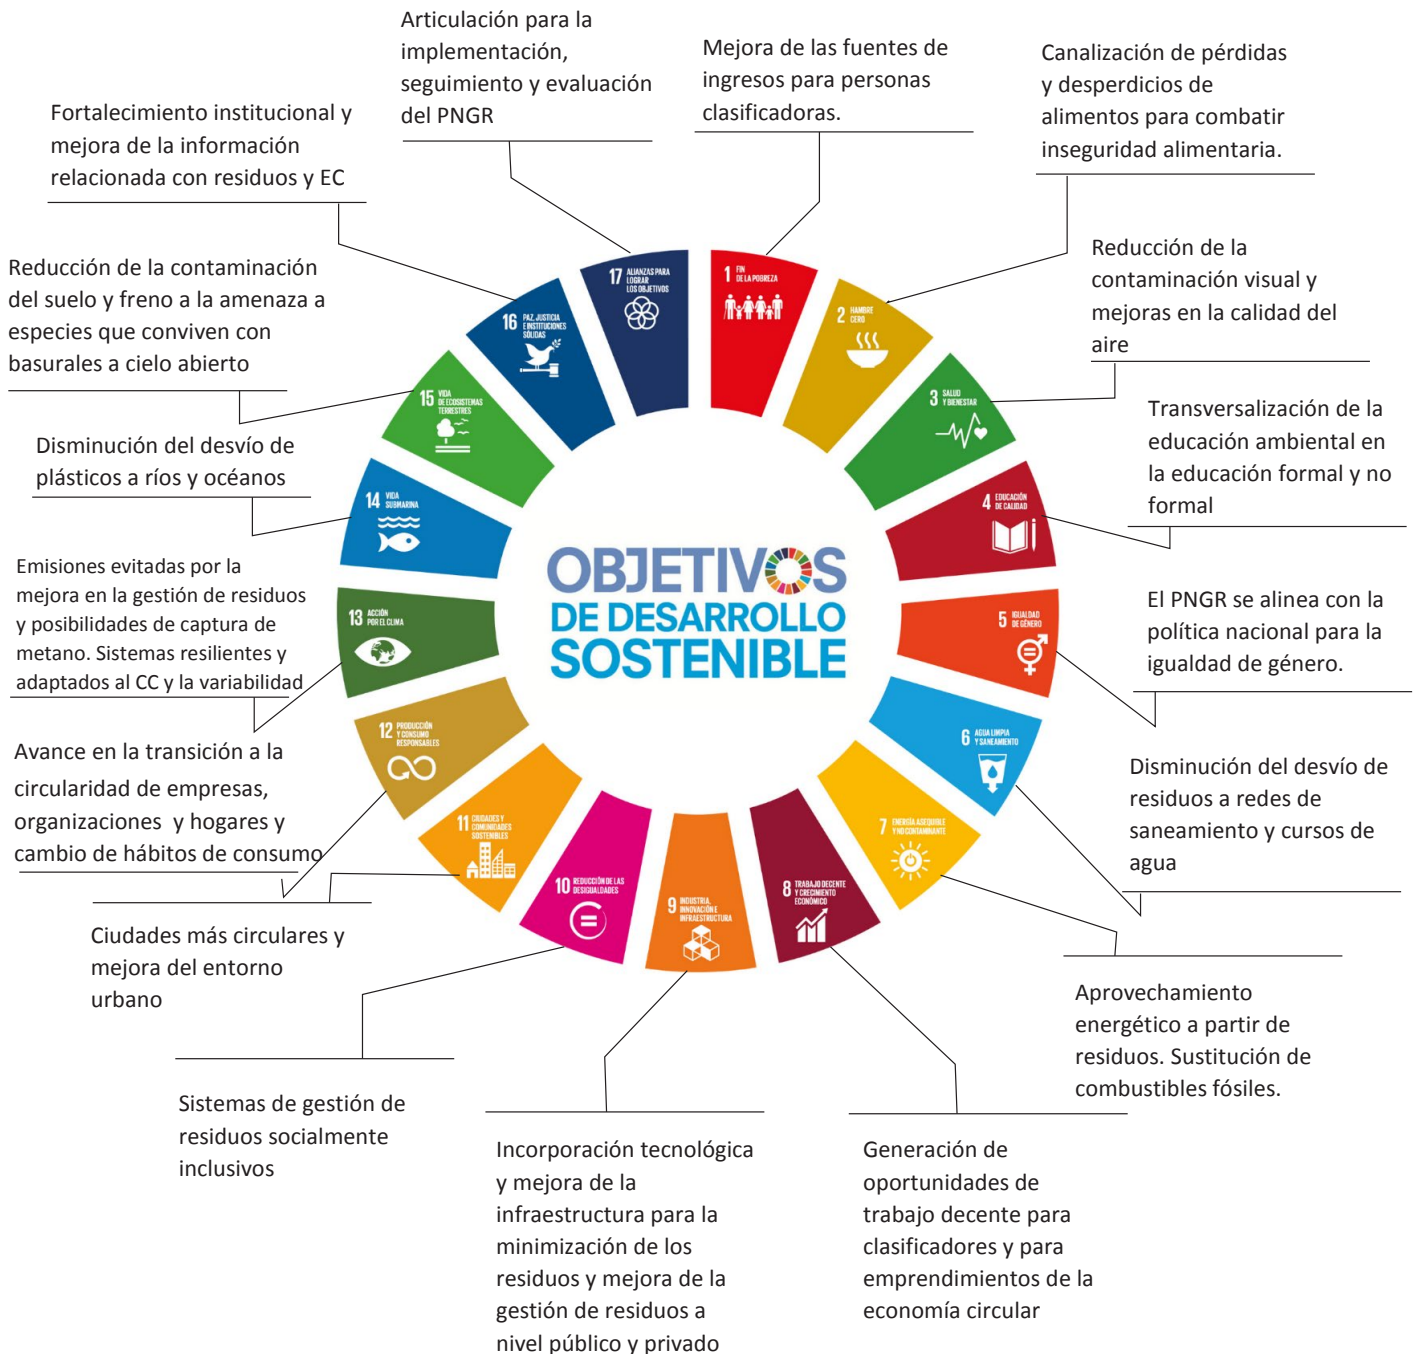 Articulación para la
implementación,
seguimiento y evaluación
del PNGR
Mejora de las fuentes de
ingresos para personas
clasificadoras.
Canalización de pérdidas
y desperdicios de
alimentos para combatir
inseguridad alimentaria.
Fortalecimiento institucional y
mejora de la información
relacionada con residuos y EC
Reducción de la
contaminación visual y
mejoras en la calidad del
aire
Reducción de la contaminación
del suelo y freno a la amenaza a
especies que conviven con
basurales a cielo abierto
Transversalización de la
educación ambiental en
la educación formal y no
formal
Disminución del desvío de
plásticos a ríos y océanos
El PNGR se alinea con la
política nacional para la
igualdad de género.
Emisiones evitadas por la
mejora en la gestión de residuos
y posibilidades de captura de
metano. Sistemas resilientes y
adaptados al CC y la variabilidad
Disminución del desvío de
residuos a redes de
saneamiento y cursos de
agua
Avance en la transición a la
circularidad de empresas,
organizaciones y hogares y
cambio de hábitos de consumo
Ciudades más circulares y
mejora del entorno
urbano
Aprovechamiento
energético a partir de
residuos. Sustitución de
combustibles fósiles.
Sistemas de gestión de
residuos socialmente
inclusivos
Incorporación tecnológica
y mejora de la
infraestructura para la
minimización de los
residuos y mejora de la
gestión de residuos a
nivel público y privado
Generación de
oportunidades de
trabajo decente para
clasificadores y para
emprendimientos de la
economía circular
OBJETIVOS
DE DESARROLLO
SOSTENIBLE
1 FIN
DE LA POBREZA
2 HAMBRE
CERO
3 SALUD
Y BIENESTAR
4 EDUCACIÓN
DE CALIDAD
5 IGUALDAD
DE GÉNERO
6 AGUA LIMPIA
Y SANEAMIENTO
7 ENERGÍA ASEQUIBLE
Y NO CONTAMINANTE
8 TRABAJO DECENTE
Y CRECIMIENTO
ECONÓMICO
9 INDUSTRIA,
INNOVACIÓN E
INFRAESTRUCTURA
10 REDUCCIÓN DE LAS
DESIGUALDADES
11 CIUDADES Y
COMUNIDADES
SOSTENIBLES
12 PRODUCCIÓN
Y CONSUMO
RESPONSABLES
13 ACCIÓN
POR EL CLIMA
14 VIDA
SUBMARINA
15 VIDA
DE ECOSISTEMAS
TERRESTRES
16 PAZ, JUSTICIA
E INSTITUCIONES
SÓLIDAS
17 ALIANZAS PARA
LOGRAR
LOS OBJETIVOS